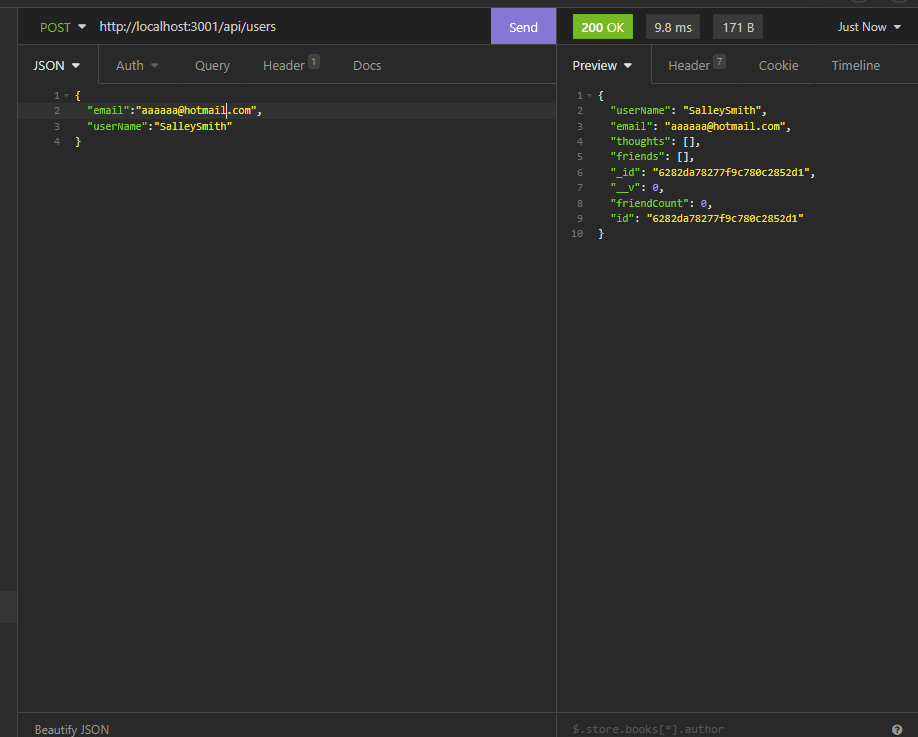 POST http://localhost:3001/api/users Send 200 OK 9.8 ms 171 B Just Now
JSON Auth Query Header 1 Docs Preview Header 7 Cookie Timeline
1 {
2 "email":"aaaaaa@hotmail.com",
3 "userName":"SalleySmith"
4 }
1 {
2 "userName": "SalleySmith",
3 "email": "aaaaaa@hotmail.com",
4 "thoughts": [],
5 "friends": [],
6 "_id": "6282da78277f9c780c2852d1",
7 "__v": 0,
8 "friendCount": 0,
9 "id": "6282da78277f9c780c2852d1"
10 }
Beautify JSON $.store.books[*].author ?